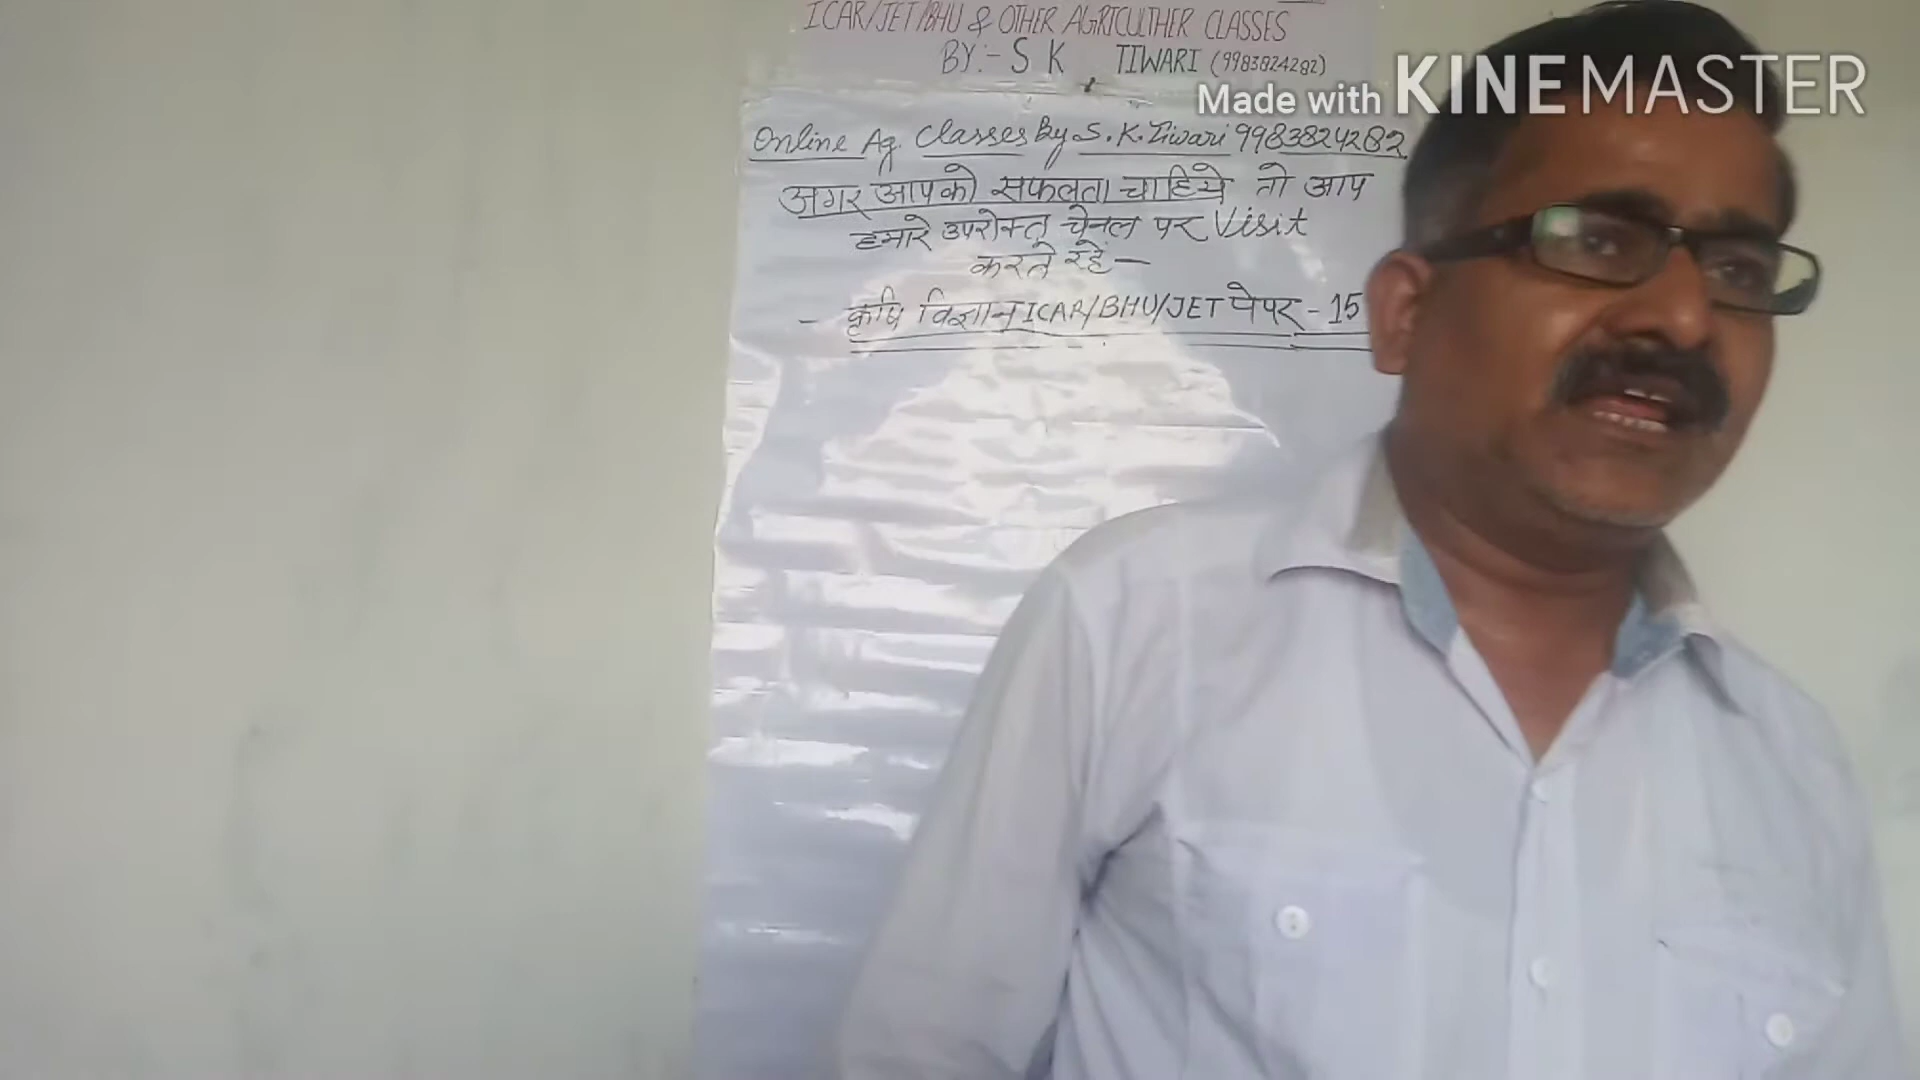 ICAR/JET/BHU & OTHER AGRICULTHER CLASSES
BY:- S K TIWARI (9983824282)
Made with KINEMASTER
Online Ag. Classes By S. K. Tiwari 9983824282
अगर आपको सफलता चाहिये तो आप
हमारे उपरोक्त चैनल पर Visit
करते रहें —
- कृषि विज्ञान ICAR/BHU/JET पेपर - 15